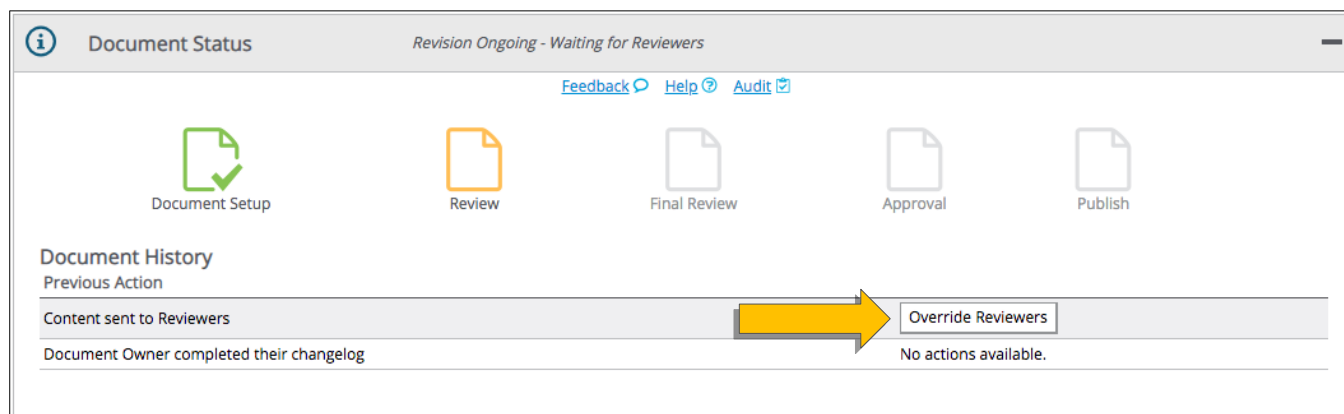 Document Status Revision Ongoing - Waiting for Reviewers
Feedback Help Audit
Document Setup Review Final Review Approval Publish
Document History
Previous Action
Content sent to Reviewers Override Reviewers
Document Owner completed their changelog No actions available.